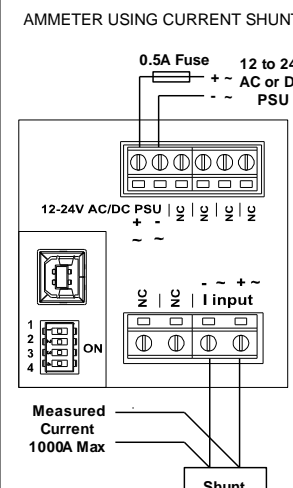 AMMETER USING CURRENT SHUNT
0.5A Fuse
12 to 24
+ ~ AC or D
- ~ PSU
12-24V AC/DC PSU | NC | NC | NC | NC
+ -
~ ~
NC | NC | - ~ + ~
I input
1
2
3
4
ON
Measured
Current
1000A Max
Shunt